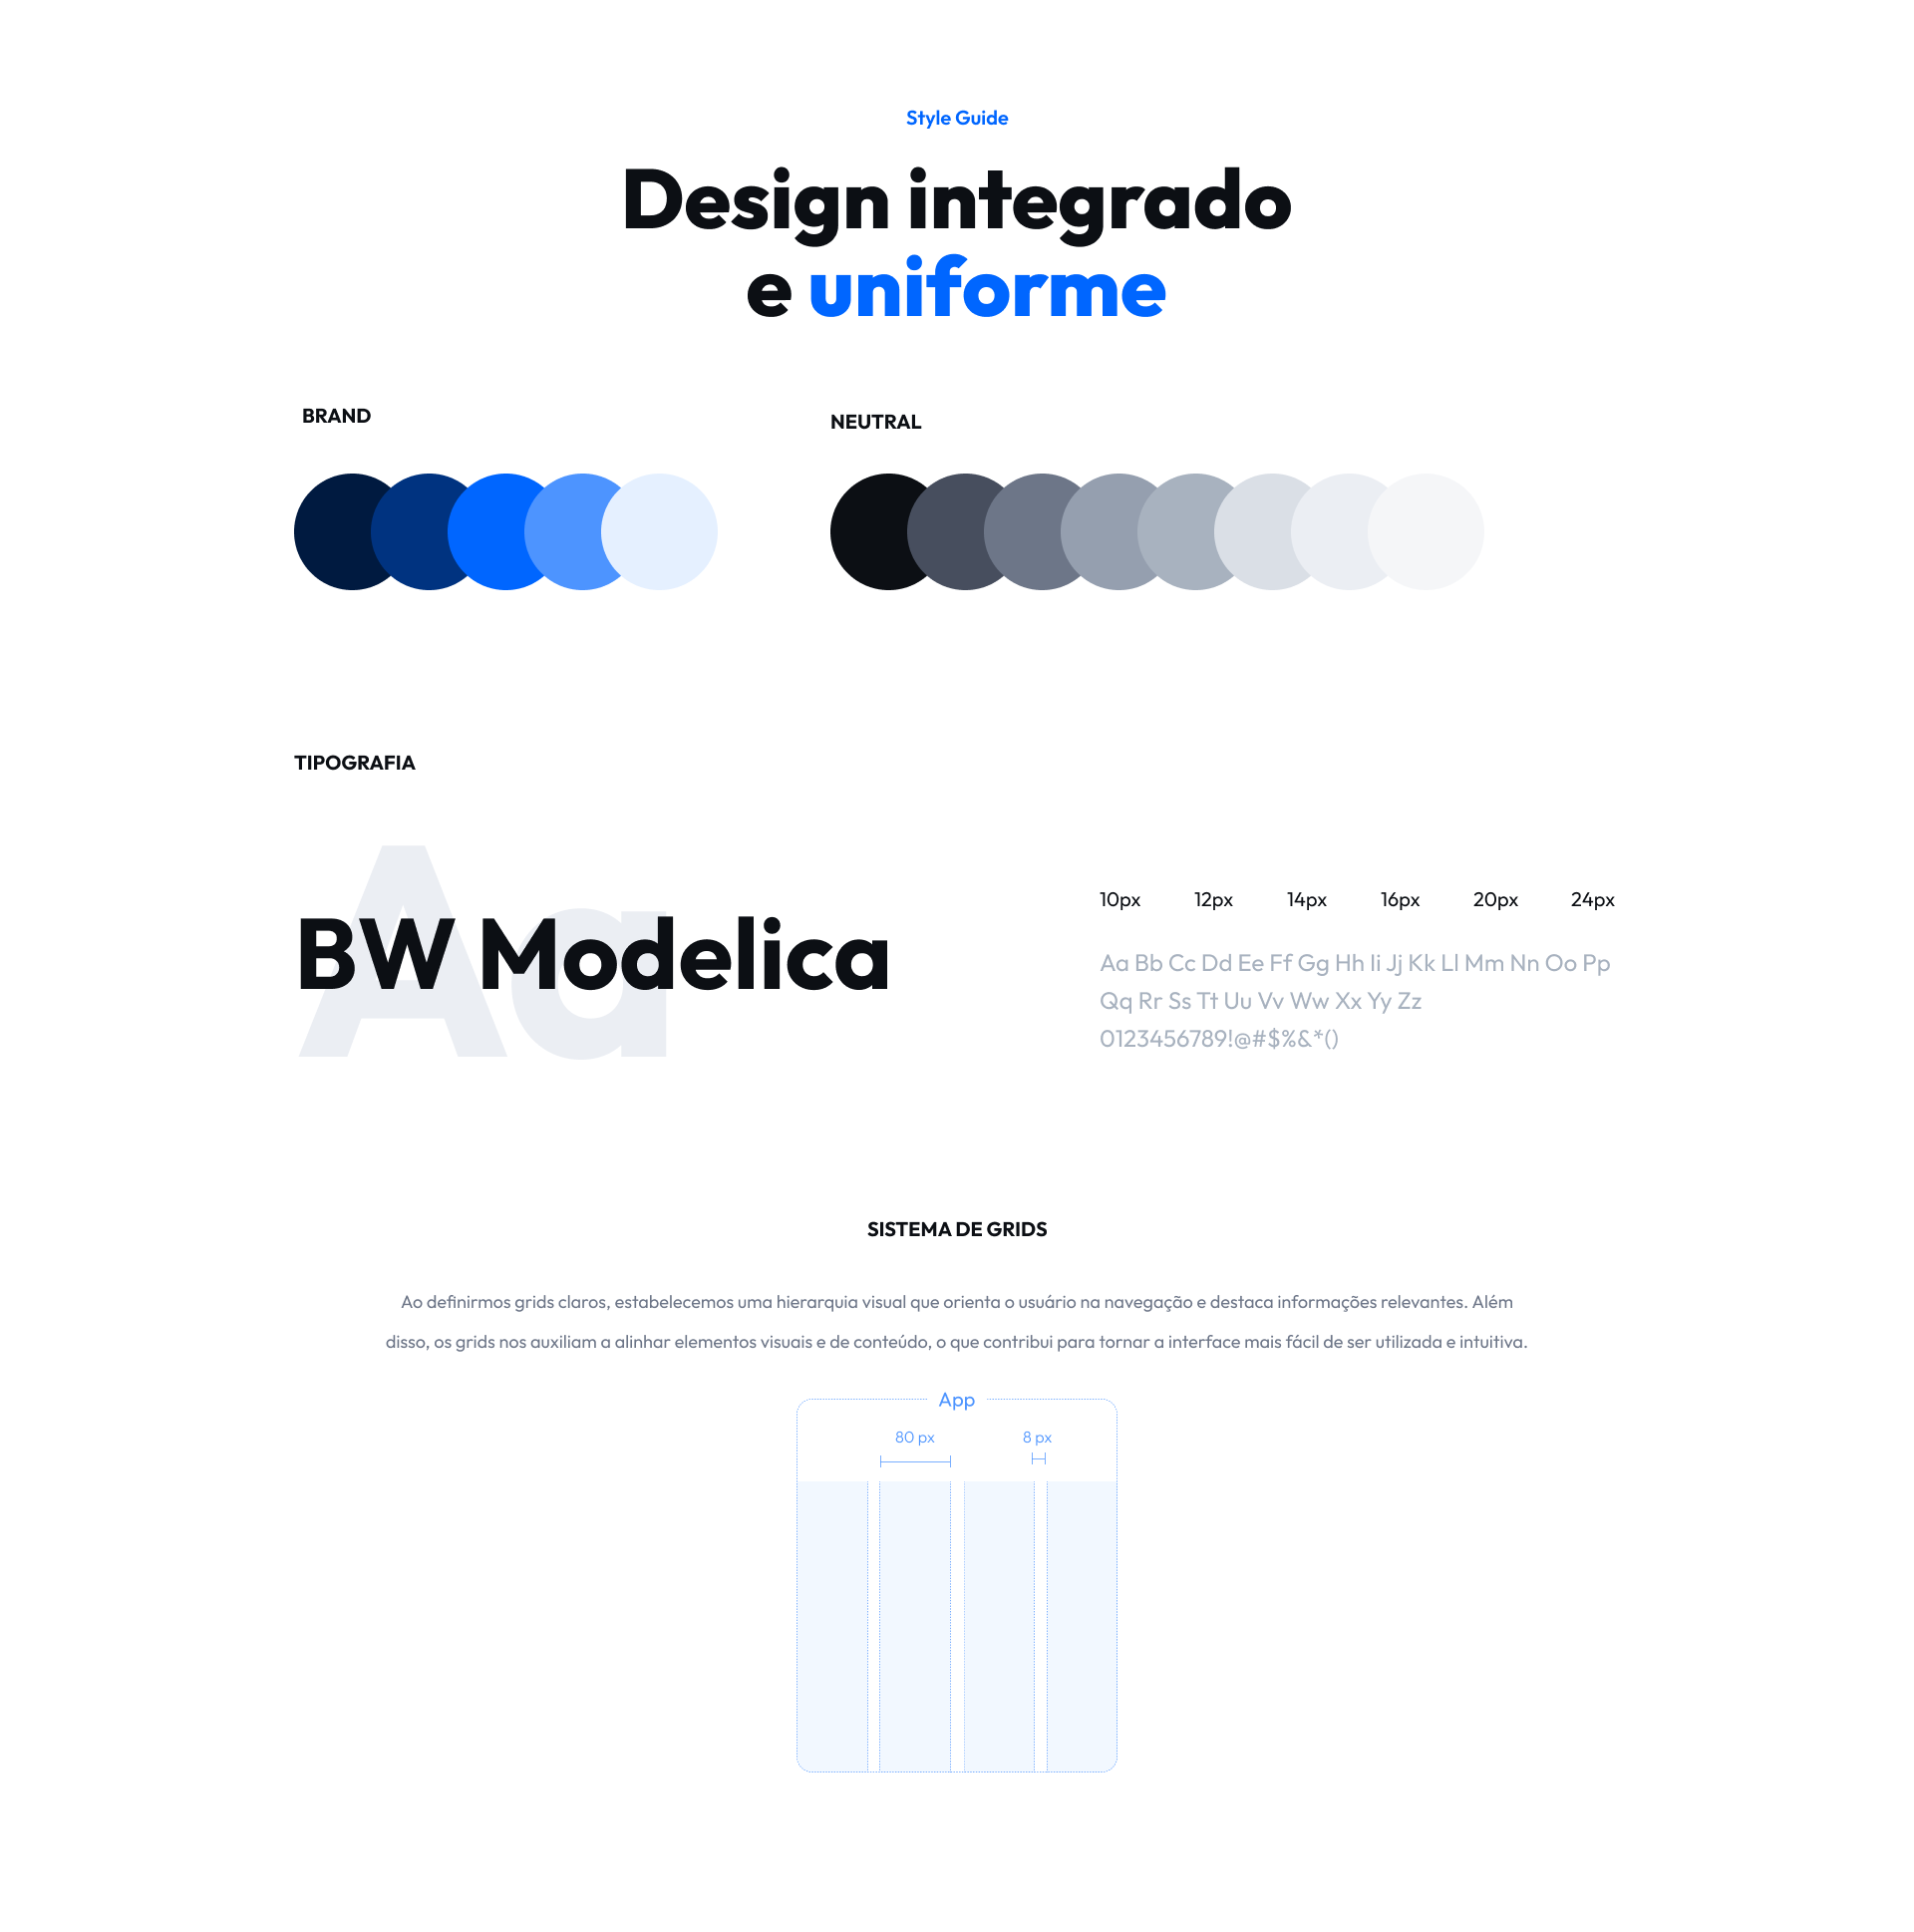 Style Guide
Design integrado
e uniforme
BRAND
NEUTRAL
TIPOGRAFIA
Aa
BW Modelica
10px 12px 14px 16px 20px 24px
Aa Bb Cc Dd Ee Ff Gg Hh Ii Jj Kk Ll Mm Nn Oo Pp
Qq Rr Ss Tt Uu Vv Ww Xx Yy Zz
0123456789!@#$%&*()
SISTEMA DE GRIDS
Ao definirmos grids claros, estabelecemos uma hierarquia visual que orienta o usuário na navegação e destaca informações relevantes. Além
disso, os grids nos auxiliam a alinhar elementos visuais e de conteúdo, o que contribui para tornar a interface mais fácil de ser utilizada e intuitiva.
App
80 px 8 px